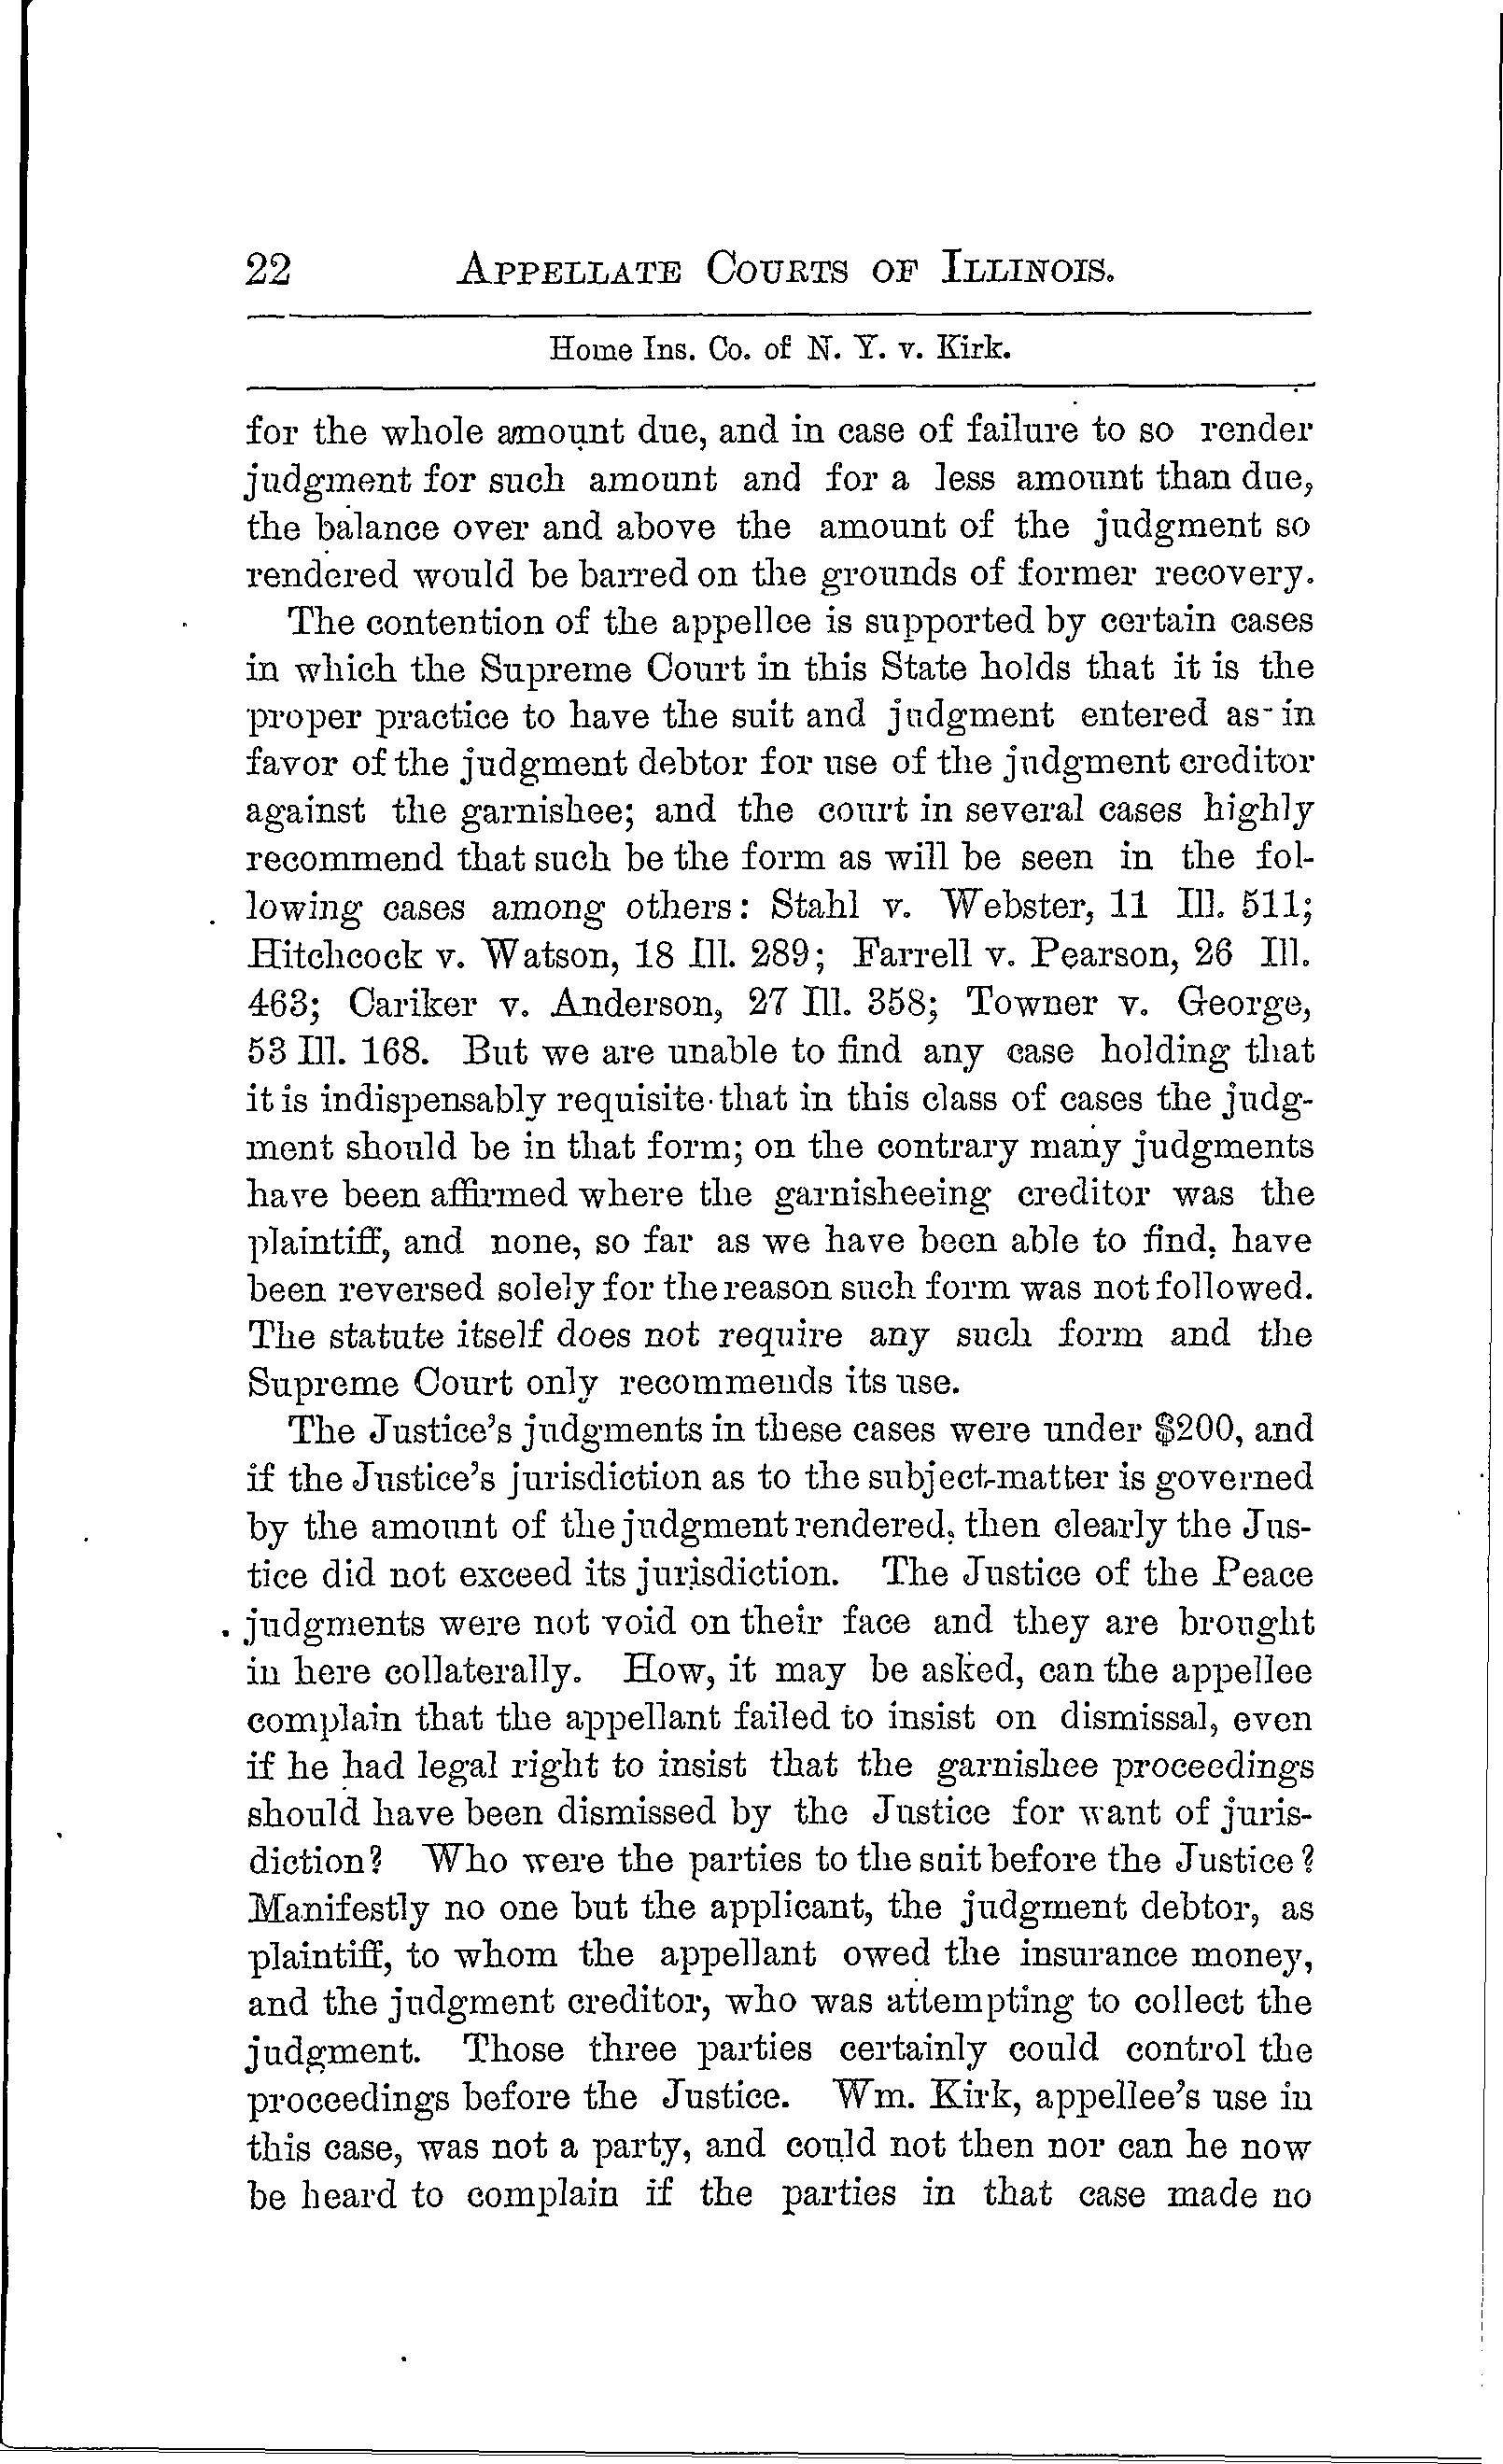 22 APPELLATE COURTS OF ILLINOIS.
Home Ins. Co. of N. Y. v. Kirk.
for the whole amount due, and in case of failure to so render
judgment for such amount and for a less amount than due,
the balance over and above the amount of the judgment so
rendered would be barred on the grounds of former recovery.
The contention of the appellee is supported by certain cases
in which the Supreme Court in this State holds that it is the
proper practice to have the suit and judgment entered as in
favor of the judgment debtor for use of the judgment creditor
against the garnishee; and the court in several cases highly
recommend that such be the form as will be seen in the fol-
lowing cases among others: Stahl v. Webster, 11 Ill. 511;
Hitchcock v. Watson, 18 Ill. 289; Farrell v. Pearson, 26 Ill.
463; Cariker v. Anderson, 27 Ill. 358; Towner v. George,
53 Ill. 168. But we are unable to find any case holding that
it is indispensably requisite that in this class of cases the judg-
ment should be in that form; on the contrary many judgments
have been affirmed where the garnisheeing creditor was the
plaintiff, and none, so far as we have been able to find, have
been reversed solely for the reason such form was not followed.
The statute itself does not require any such form and the
Supreme Court only recommends its use.
The Justice's judgments in these cases were under $200, and
if the Justice's jurisdiction as to the subject-matter is governed
by the amount of the judgment rendered, then clearly the Jus-
tice did not exceed its jurisdiction. The Justice of the Peace
judgments were not void on their face and they are brought
in here collaterally. How, it may be asked, can the appellee
complain that the appellant failed to insist on dismissal, even
if he had legal right to insist that the garnishee proceedings
should have been dismissed by the Justice for want of juris-
diction? Who were the parties to the suit before the Justice?
Manifestly no one but the applicant, the judgment debtor, as
plaintiff, to whom the appellant owed the insurance money,
and the judgment creditor, who was attempting to collect the
judgment. Those three parties certainly could control the
proceedings before the Justice. Wm. Kirk, appellee's use in
this case, was not a party, and could not then nor can he now
be heard to complain if the parties in that case made no